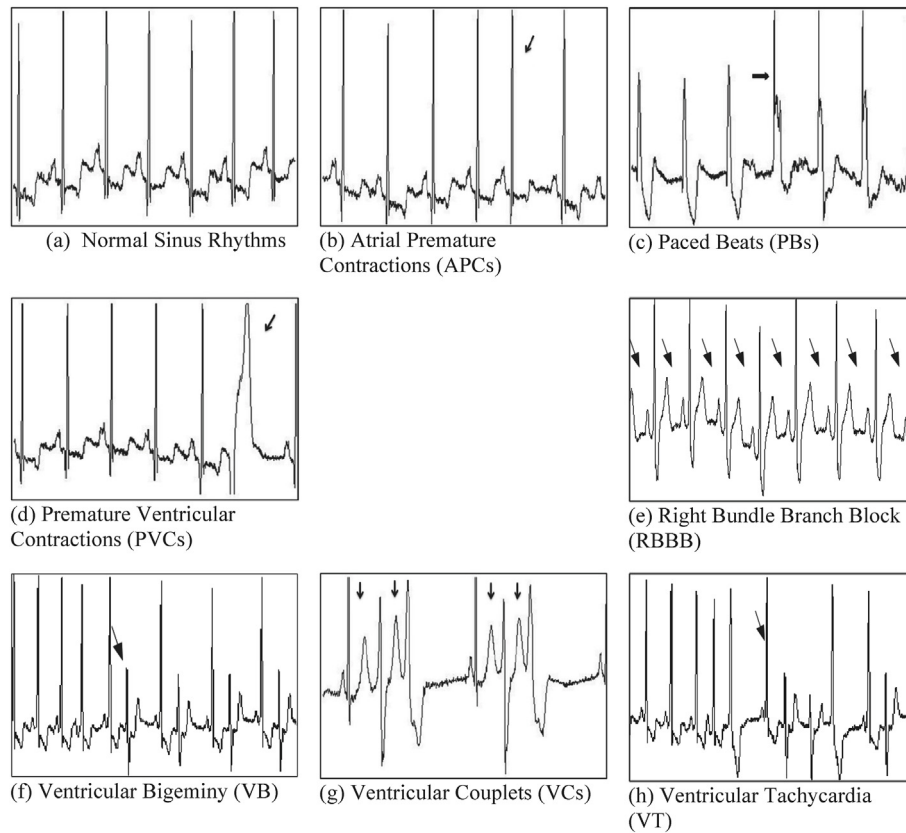 (a) Normal Sinus Rhythms
(b) Atrial Premature
Contractions (APCs)
(c) Paced Beats (PBs)
(d) Premature Ventricular
Contractions (PVCs)
(e) Right Bundle Branch Block
(RBBB)
(f) Ventricular Bigeminy (VB)
(g) Ventricular Couplets (VCs)
(h) Ventricular Tachycardia
(VT)